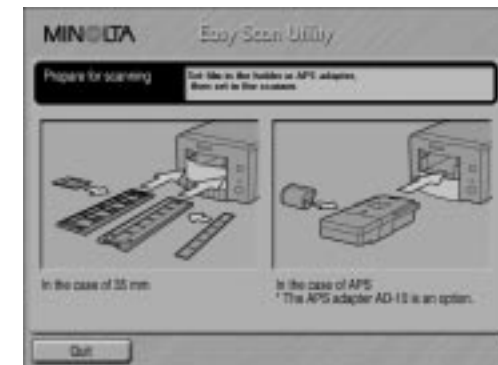 MINOLTA
Easy Scan Utility
Prepare for scanning
Set film in the holder or APS adapter,
then set in the scanner.
In the case of 35 mm
In the case of APS
* The APS adapter AD-10 is an option.
Quit